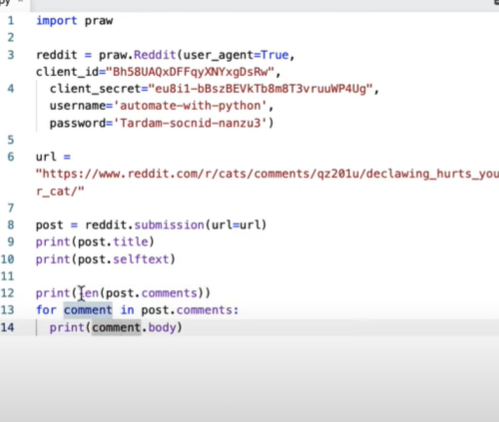 py
1 import praw
2
3 reddit = praw.Reddit(user_agent=True,
client_id="Bh58UAQxDFFqyXNYxgDsRw",
4 client_secret="eu8i1-bBszBEVkTb8m8T3vruuWP4Ug",
username='automate-with-python',
password='Tardam-socnid-nanzu3')
5
6 url =
"https://www.reddit.com/r/cats/comments/qz201u/declawing_hurts_you
r_cat/"
7
8 post = reddit.submission(url=url)
9 print(post.title)
10 print(post.selftext)
11
12 print(len(post.comments))
13 for comment in post.comments:
14 print(comment.body)